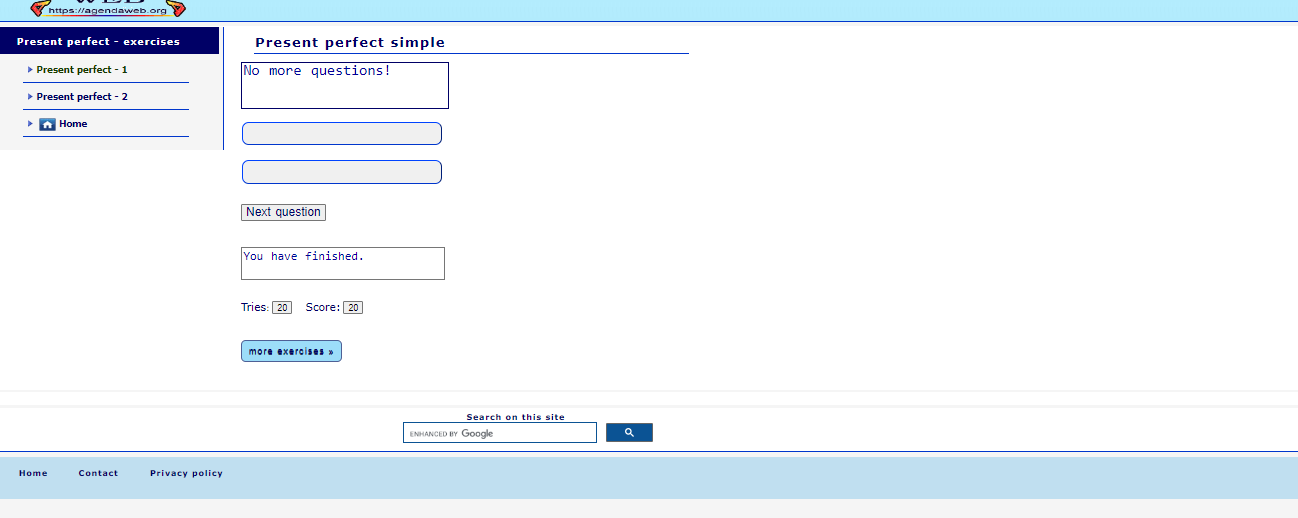 https://agendaweb.org
Present perfect - exercises
Present perfect - 1
Present perfect - 2
Home
Present perfect simple
No more questions!
Next question
You have finished.
Tries: 20 Score: 20
more exercises »
Search on this site
ENHANCED BY Google
Home Contact Privacy policy